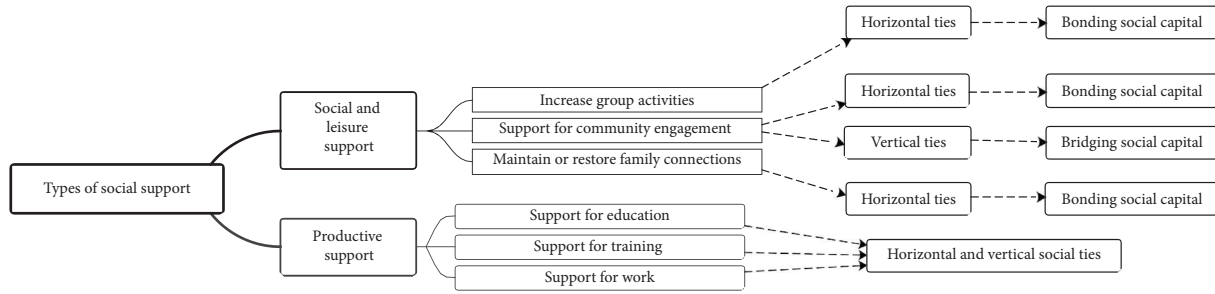 Types of social support
Social and
leisure
support
Increase group activities
Support for community engagement
Maintain or restore family connections
Horizontal ties
Bonding social capital
Horizontal ties
Bonding social capital
Vertical ties
Bridging social capital
Horizontal ties
Bonding social capital
Productive
support
Support for education
Support for training
Support for work
Horizontal and vertical social ties